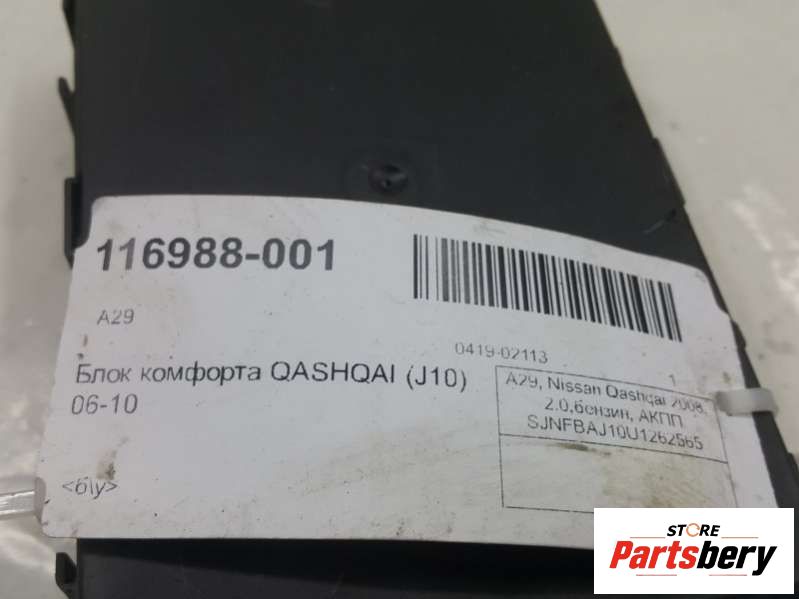 116988-001
A29
0419-02113
1
Блок комфорта QASHQAI (J10)
06-10
A29, Nissan Qashqai 2008,
2.0,бензин, АКПП
SJNFBAJ10U1262565
<б\у>
STORE
Partsbery